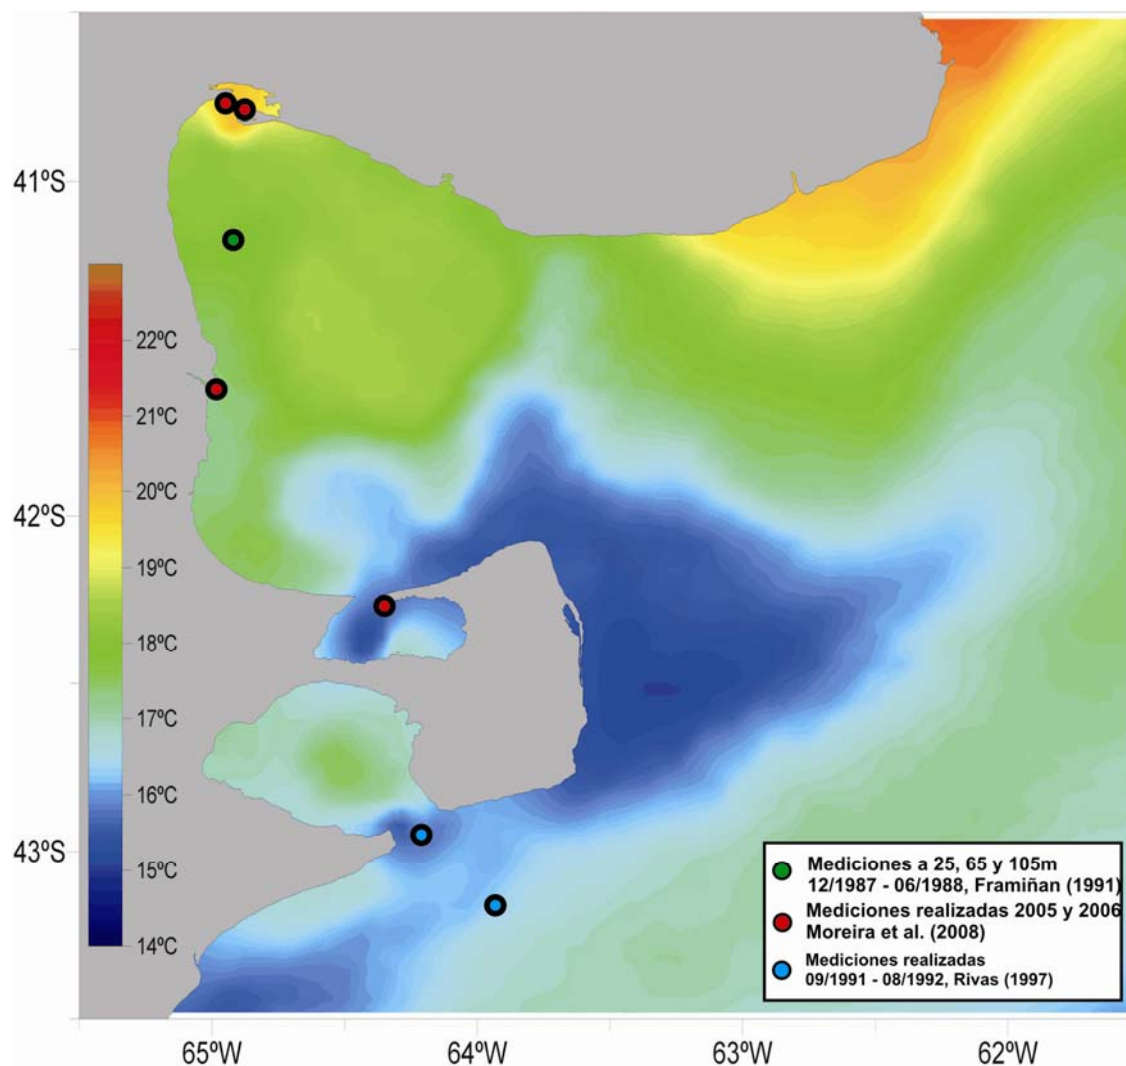 41ºS
42ºS
43ºS
22ºC
21ºC
20ºC
19ºC
18ºC
17ºC
16ºC
15ºC
14ºC
65ºW
64ºW
63ºW
62ºW
Mediciones a 25, 65 y 105m
12/1987 - 06/1988, Framiñan (1991)
Mediciones realizadas 2005 y 2006
Moreira et al. (2008)
Mediciones realizadas
09/1991 - 08/1992, Rivas (1997)